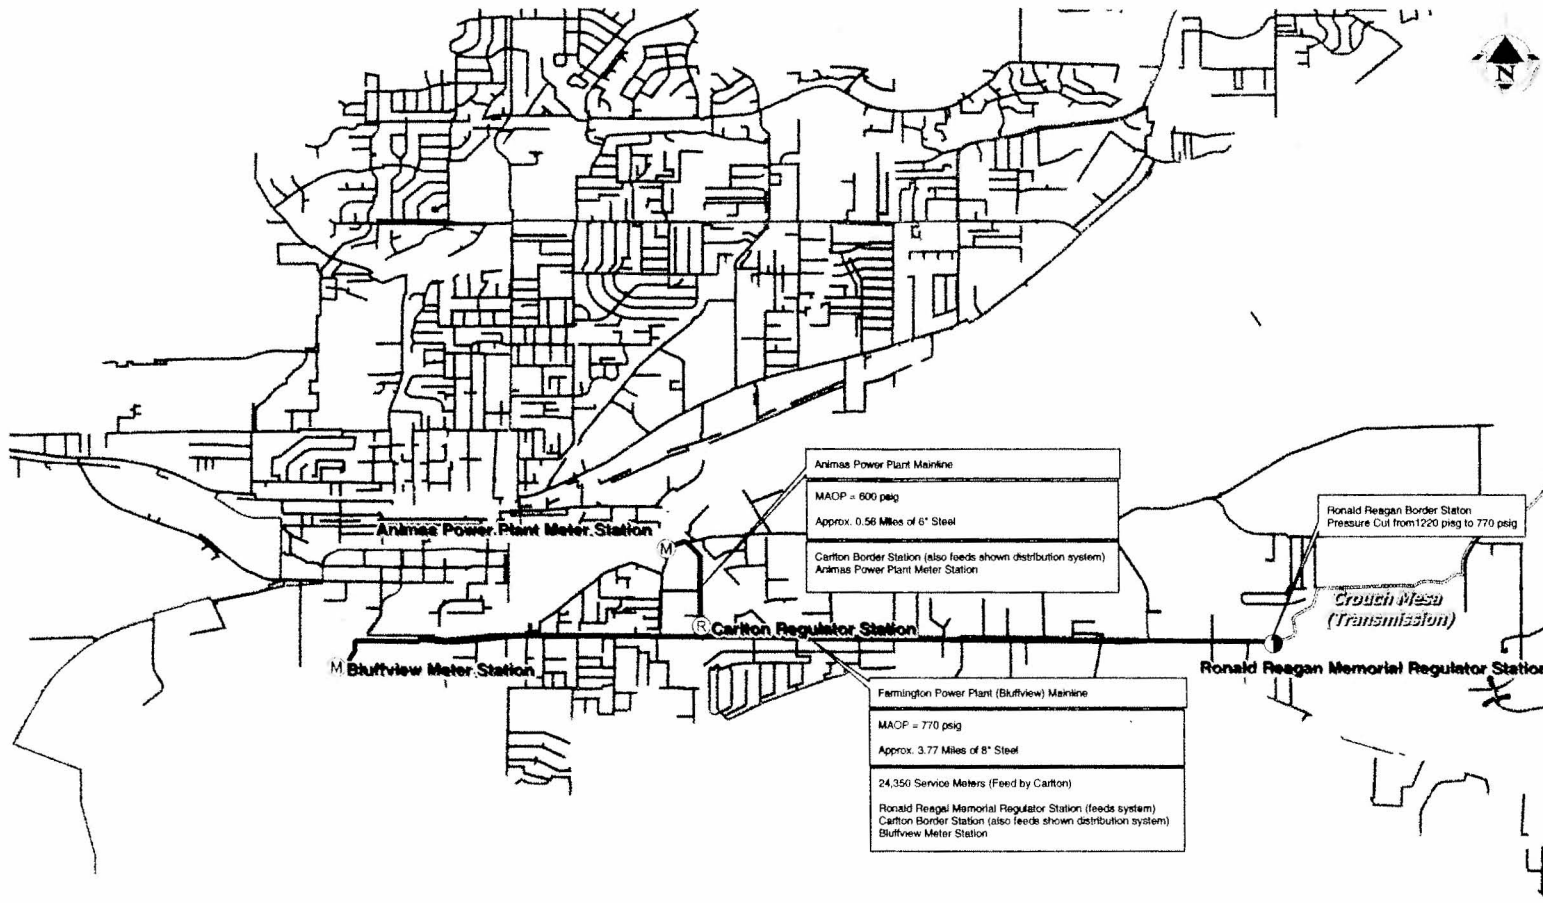 N
Animas Power Plant Mainline
MAOP = 600 psig
Approx. 0.56 Miles of 6" Steel
Carlton Border Station (also feeds shown distribution system)
Animas Power Plant Meter Station
Ronald Reagan Border Staton
Pressure Cut from1220 pisg to 770 psig
Animas Power Plant Meter Station
M
Crouch Mesa
(Transmission)
R
Carlton Regulator Station
M
Bluffview Meter Station
Ronald Reagan Memorial Regulator Station
Farmington Power Plant (Bluffview) Mainline
MAOP = 770 psig
Approx. 3.77 Miles of 8" Steel
24,350 Service Meters (Feed by Carlton)
Ronald Reagal Memorial Regulator Station (feeds system)
Carlton Border Station (also feeds shown distribution system)
Bluffview Meter Station